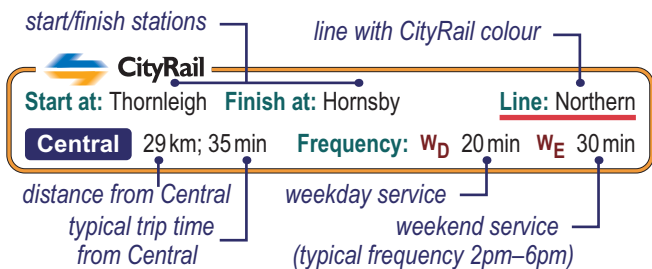 start/finish stations
line with CityRail colour
CityRail
Start at: Thornleigh Finish at: Hornsby Line: Northern
Central 29 km; 35 min Frequency: WD 20 min WE 30 min
distance from Central weekday service
typical trip time weekend service
from Central (typical frequency 2pm–6pm)